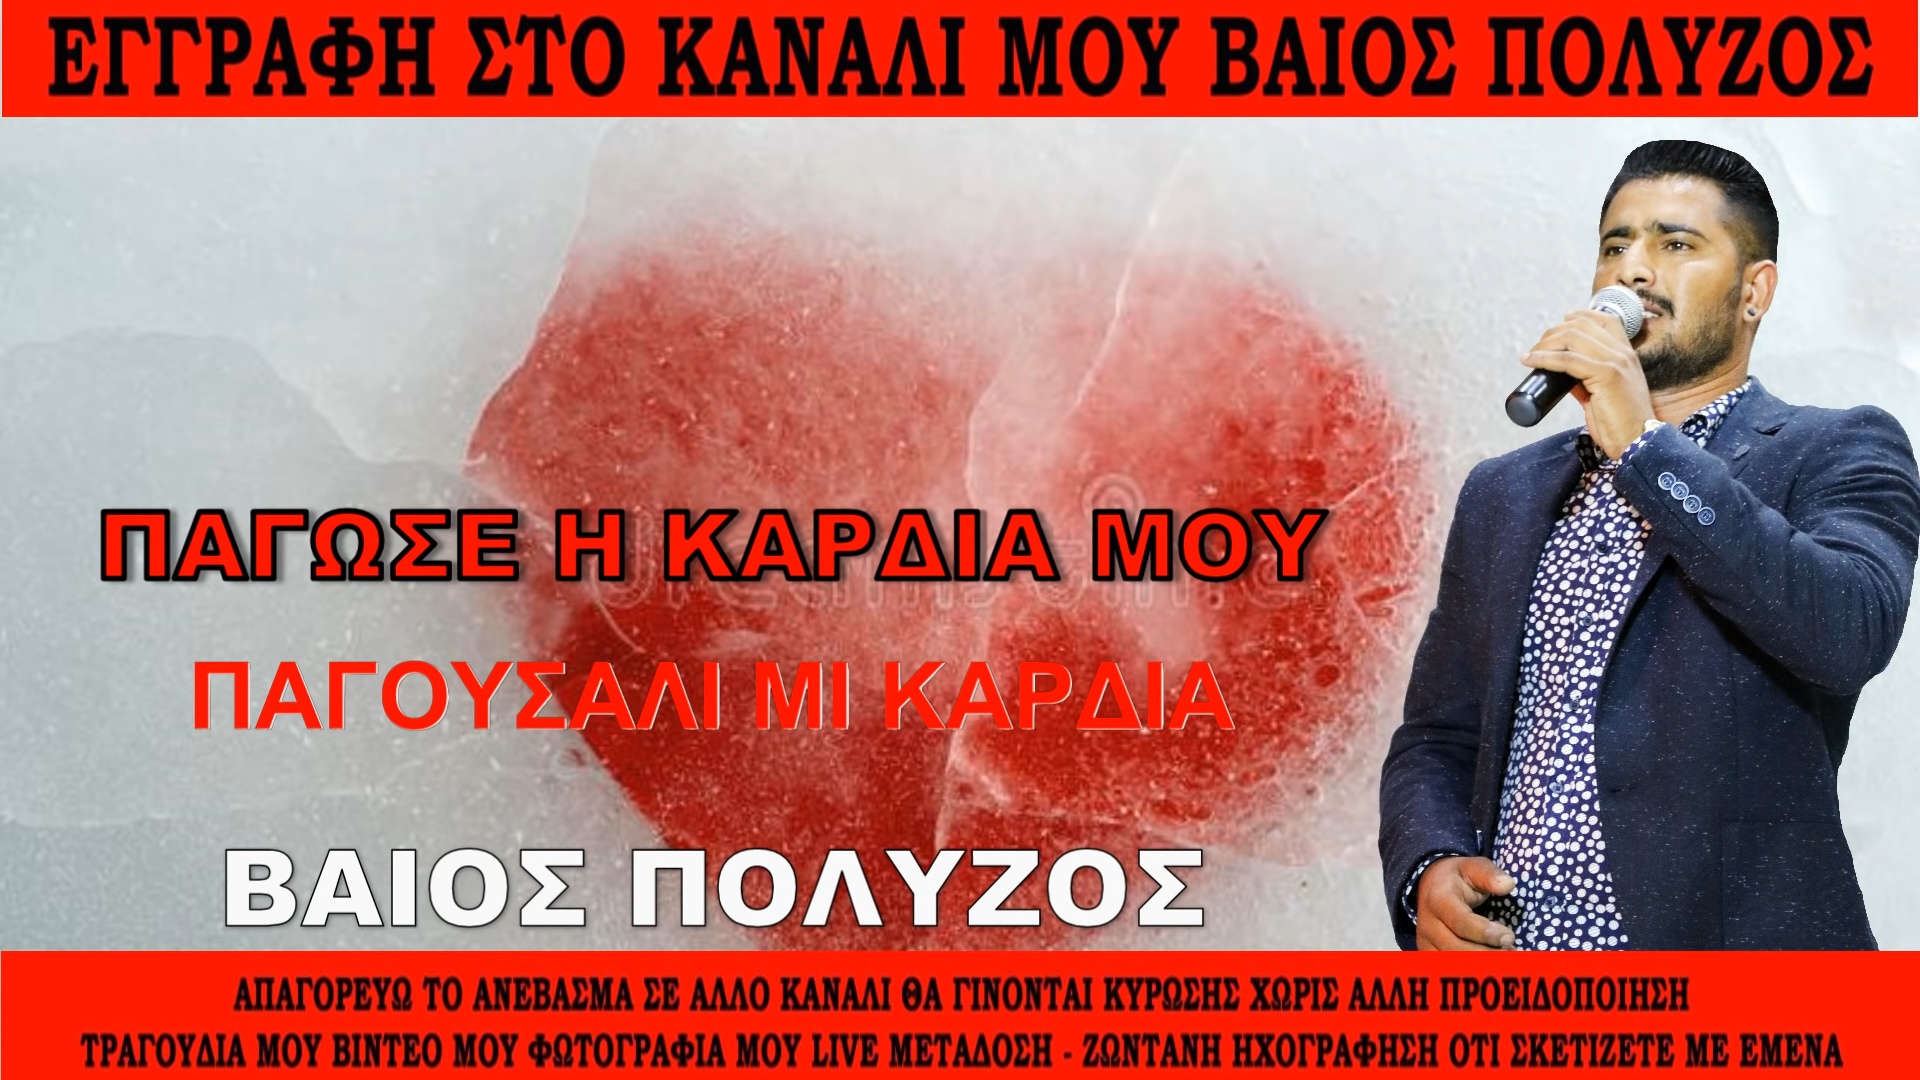 ΕΓΓΡΑΦΗ ΣΤΟ ΚΑΝΑΛΙ ΜΟΥ ΒΑΙΟΣ ΠΟΛΥΖΟΣ
ΠΑΓΩΣΕ Η ΚΑΡΔΙΑ ΜΟΥ
dreamstime
ΠΑΓΟΥΣΑΛΙ ΜΙ ΚΑΡΔΙΑ
ΒΑΙΟΣ ΠΟΛΥΖΟΣ
ΑΠΑΓΟΡΕΥΩ ΤΟ ΑΝΕΒΑΣΜΑ ΣΕ ΑΛΛΟ ΚΑΝΑΛΙ ΘΑ ΓΙΝΟΝΤΑΙ ΚΥΡΩΣΗΣ ΧΩΡΙΣ ΑΛΛΗ ΠΡΟΕΙΔΟΠΟΙΗΣΗ
ΤΡΑΓΟΥΔΙΑ ΜΟΥ ΒΙΝΤΕΟ ΜΟΥ ΦΩΤΟΓΡΑΦΙΑ ΜΟΥ LIVE ΜΕΤΑΔΟΣΗ - ΖΩΝΤΑΝΗ ΗΧΟΓΡΑΦΗΣΗ ΟΤΙ ΣΚΕΤΙΖΕΤΕ ΜΕ ΕΜΕΝΑ